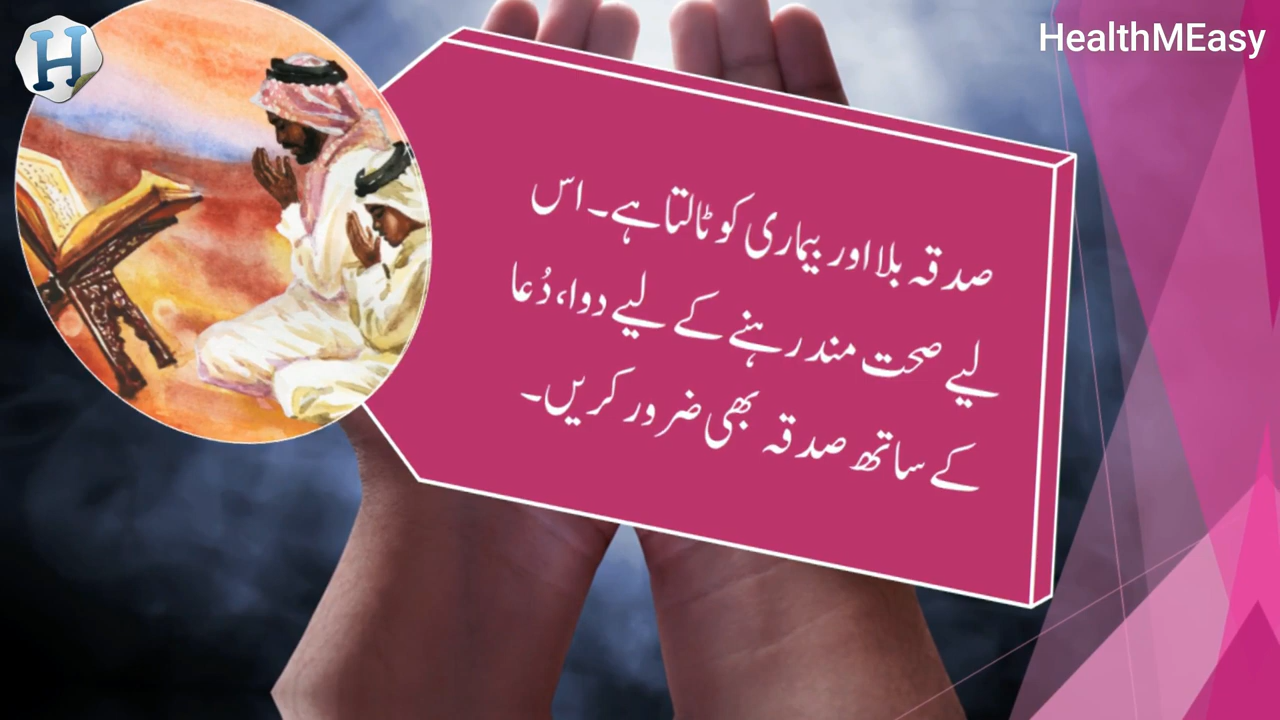 H
HealthMEasy
صدقہ بلا اور بیماری کو ٹالتا ہے۔ اس
لیے صحت مند رہنے کے لیے دوا، دُعا
کے ساتھ صدقہ بھی ضرور کریں۔